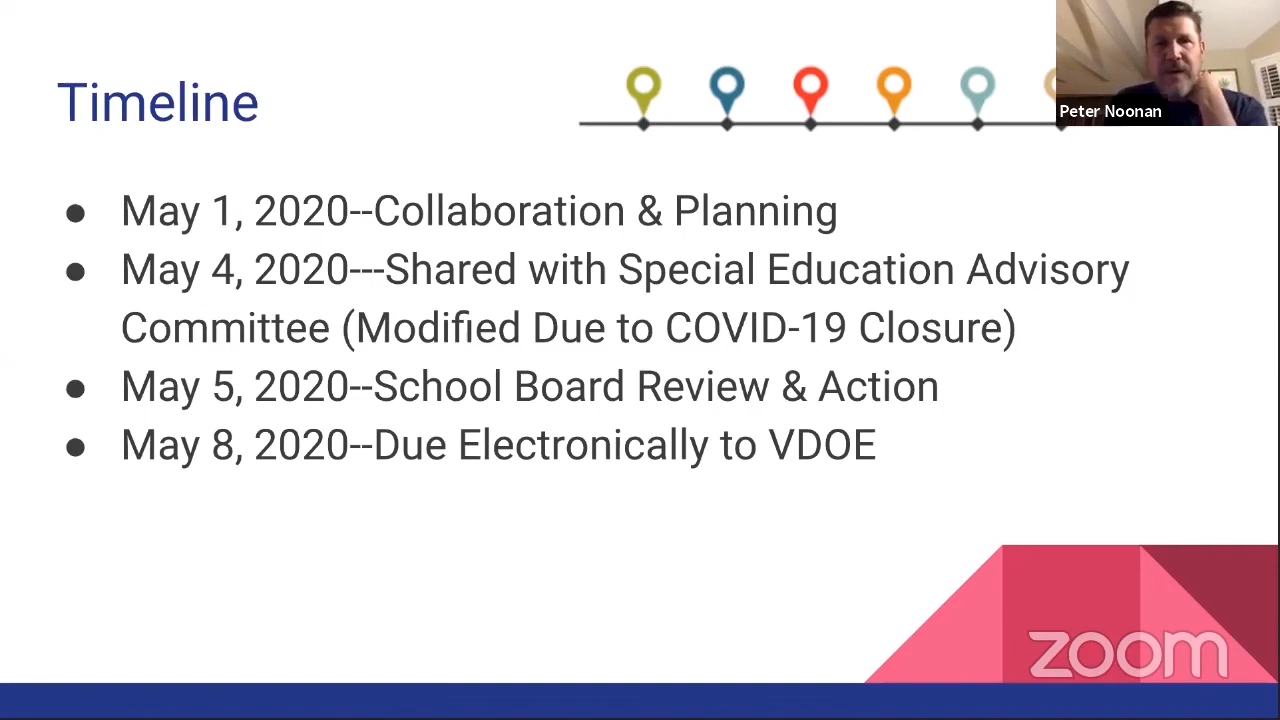 Timeline
Peter Noonan
● May 1, 2020--Collaboration & Planning
● May 4, 2020---Shared with Special Education Advisory
Committee (Modified Due to COVID-19 Closure)
● May 5, 2020--School Board Review & Action
● May 8, 2020--Due Electronically to VDOE
zoom